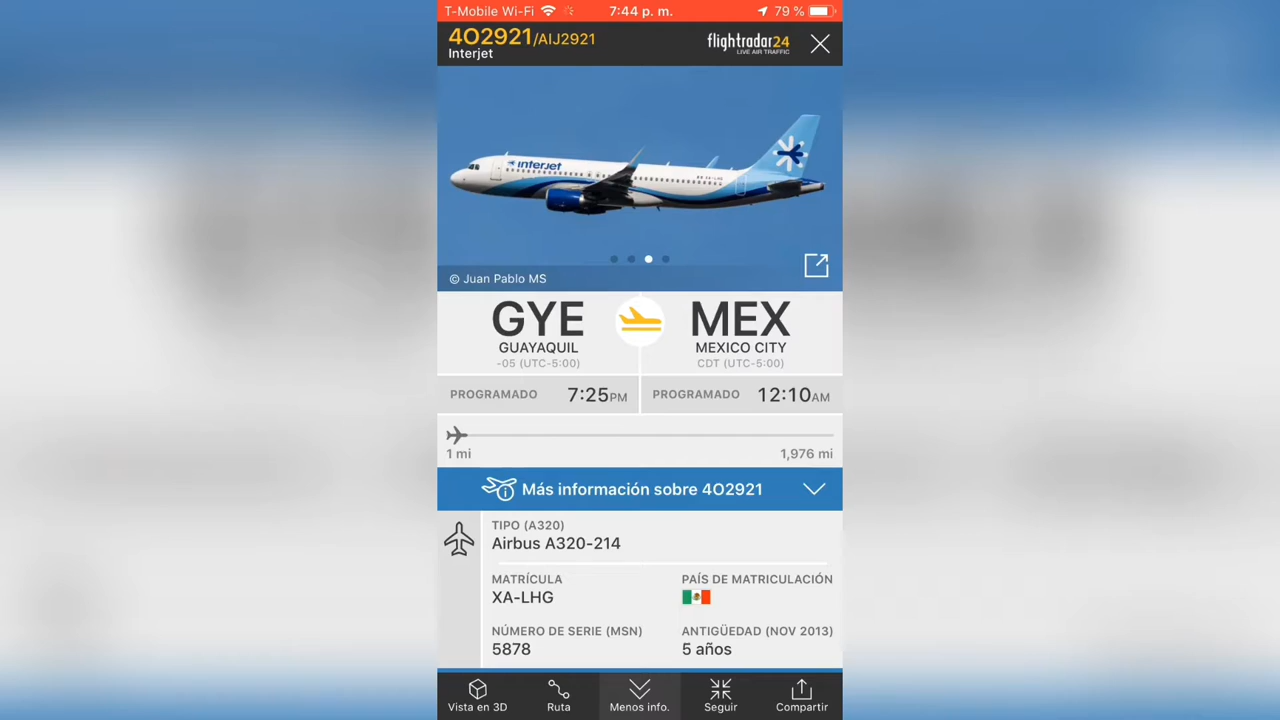 T-Mobile Wi-Fi 7:44 p. m. 79 %
4O2921/AIJ2921
Interjet
flightradar24
LIVE AIR TRAFFIC
interjet
XA-LHG
© Juan Pablo MS
GYE MEX
GUAYAQUIL MEXICO CITY
-05 (UTC-5:00) CDT (UTC-5:00)
PROGRAMADO 7:25PM PROGRAMADO 12:10AM
1 mi 1,976 mi
Más información sobre 4O2921
TIPO (A320)
Airbus A320-214
MATRÍCULA PAÍS DE MATRICULACIÓN
XA-LHG
NÚMERO DE SERIE (MSN) ANTIGÜEDAD (NOV 2013)
5878 5 años
Vista en 3D Ruta Menos info. Seguir Compartir